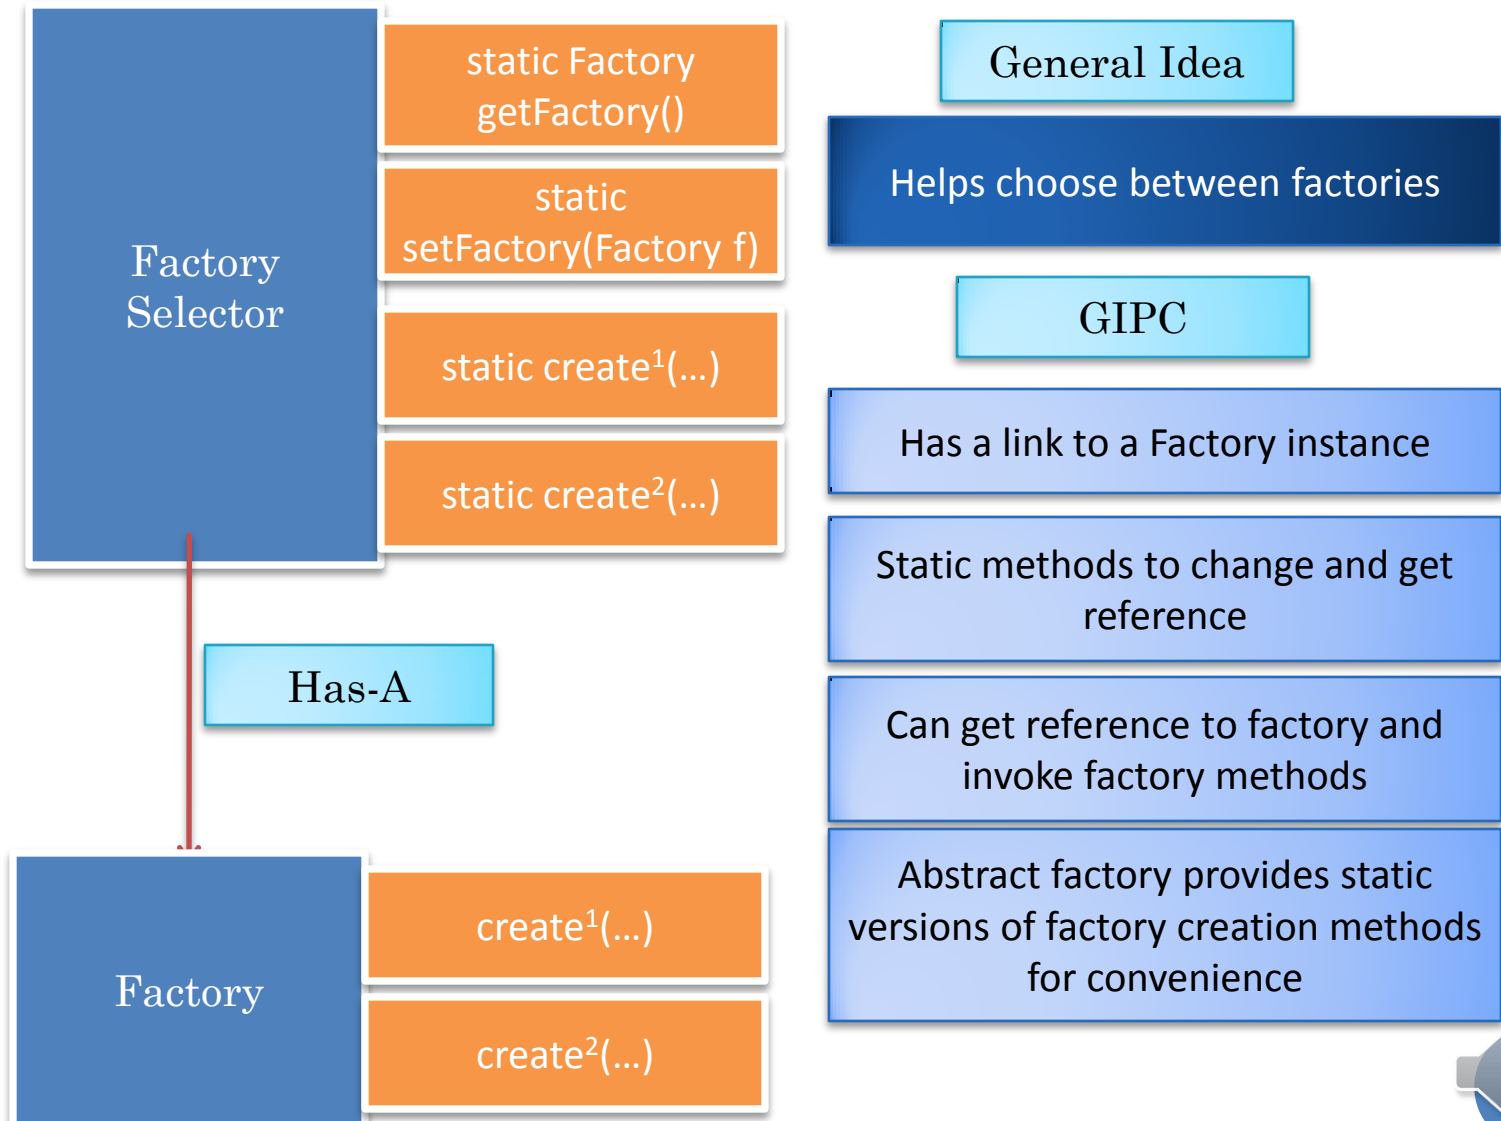 Factory
Selector
static Factory
getFactory()
static
setFactory(Factory f)
static create¹(...)
static create²(...)
Has-A
Factory
create¹(...)
create²(...)
General Idea
Helps choose between factories
GIPC
Has a link to a Factory instance
Static methods to change and get
reference
Can get reference to factory and
invoke factory methods
Abstract factory provides static
versions of factory creation methods
for convenience